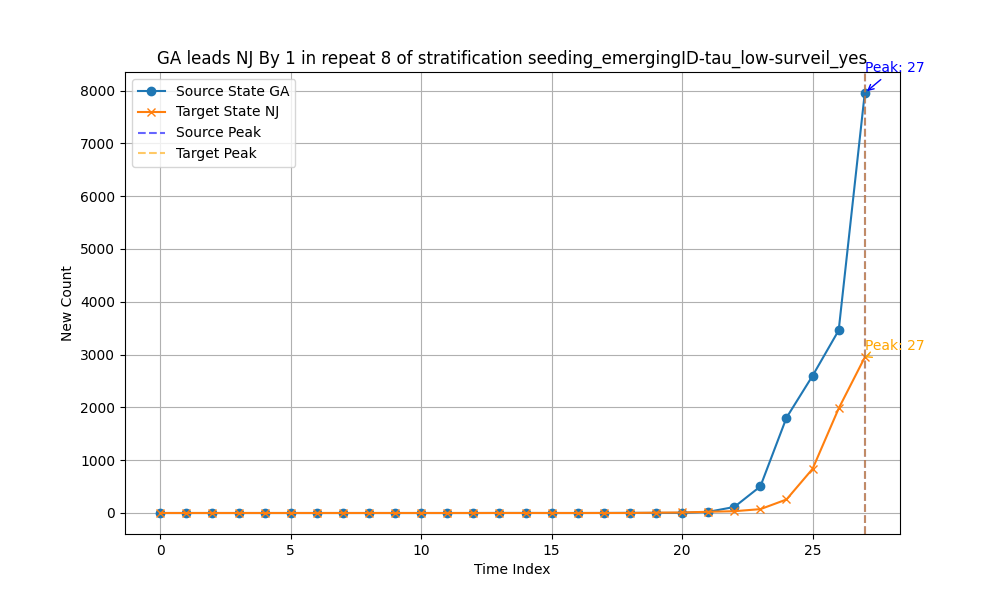 GA leads NJ By 1 in repeat 8 of stratification seeding_emergingID-tau_low-surveil_yes
Peak: 27
Source State GA
Target State NJ
Source Peak
Target Peak
8000
7000
6000
5000
4000
3000
2000
1000
0
New Count
Peak: 27
0
5
10
15
20
25
Time Index